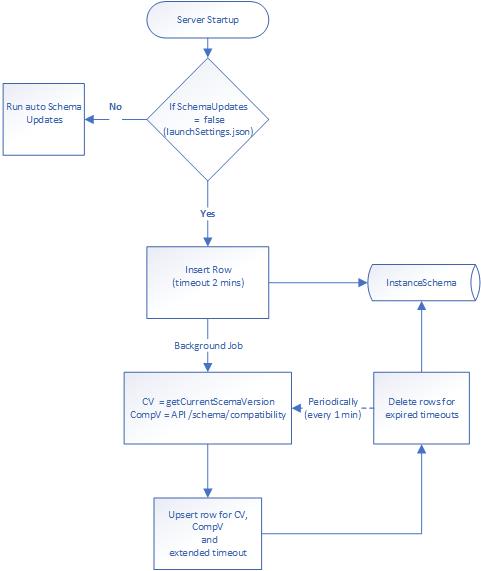 Server Startup
If SchemaUpdates
= false
(launchSettings.json)
No
Run auto Schema
Updates
Yes
Insert Row
(timeout 2 mins)
InstanceSchema
Background Job
CV = getCurrentScemaVersion
CompV = API /schema/compatibility
Periodically
(every 1 min)
Delete rows for
expired timeouts
Upsert row for CV,
CompV
and
extended timeout